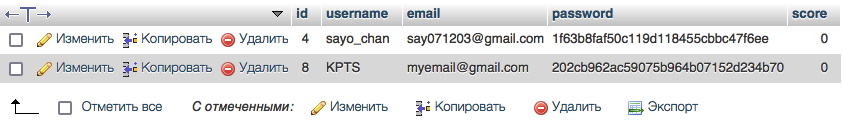 id username email password score
Изменить Копировать Удалить 4 sayo_chan say071203@gmail.com 1f63b8faf50c119d118455cbbc47f6ee 0
Изменить Копировать Удалить 8 KPTS myemail@gmail.com 202cb962ac59075b964b07152d234b70 0
Отметить все С отмеченными: Изменить Копировать Удалить Экспорт